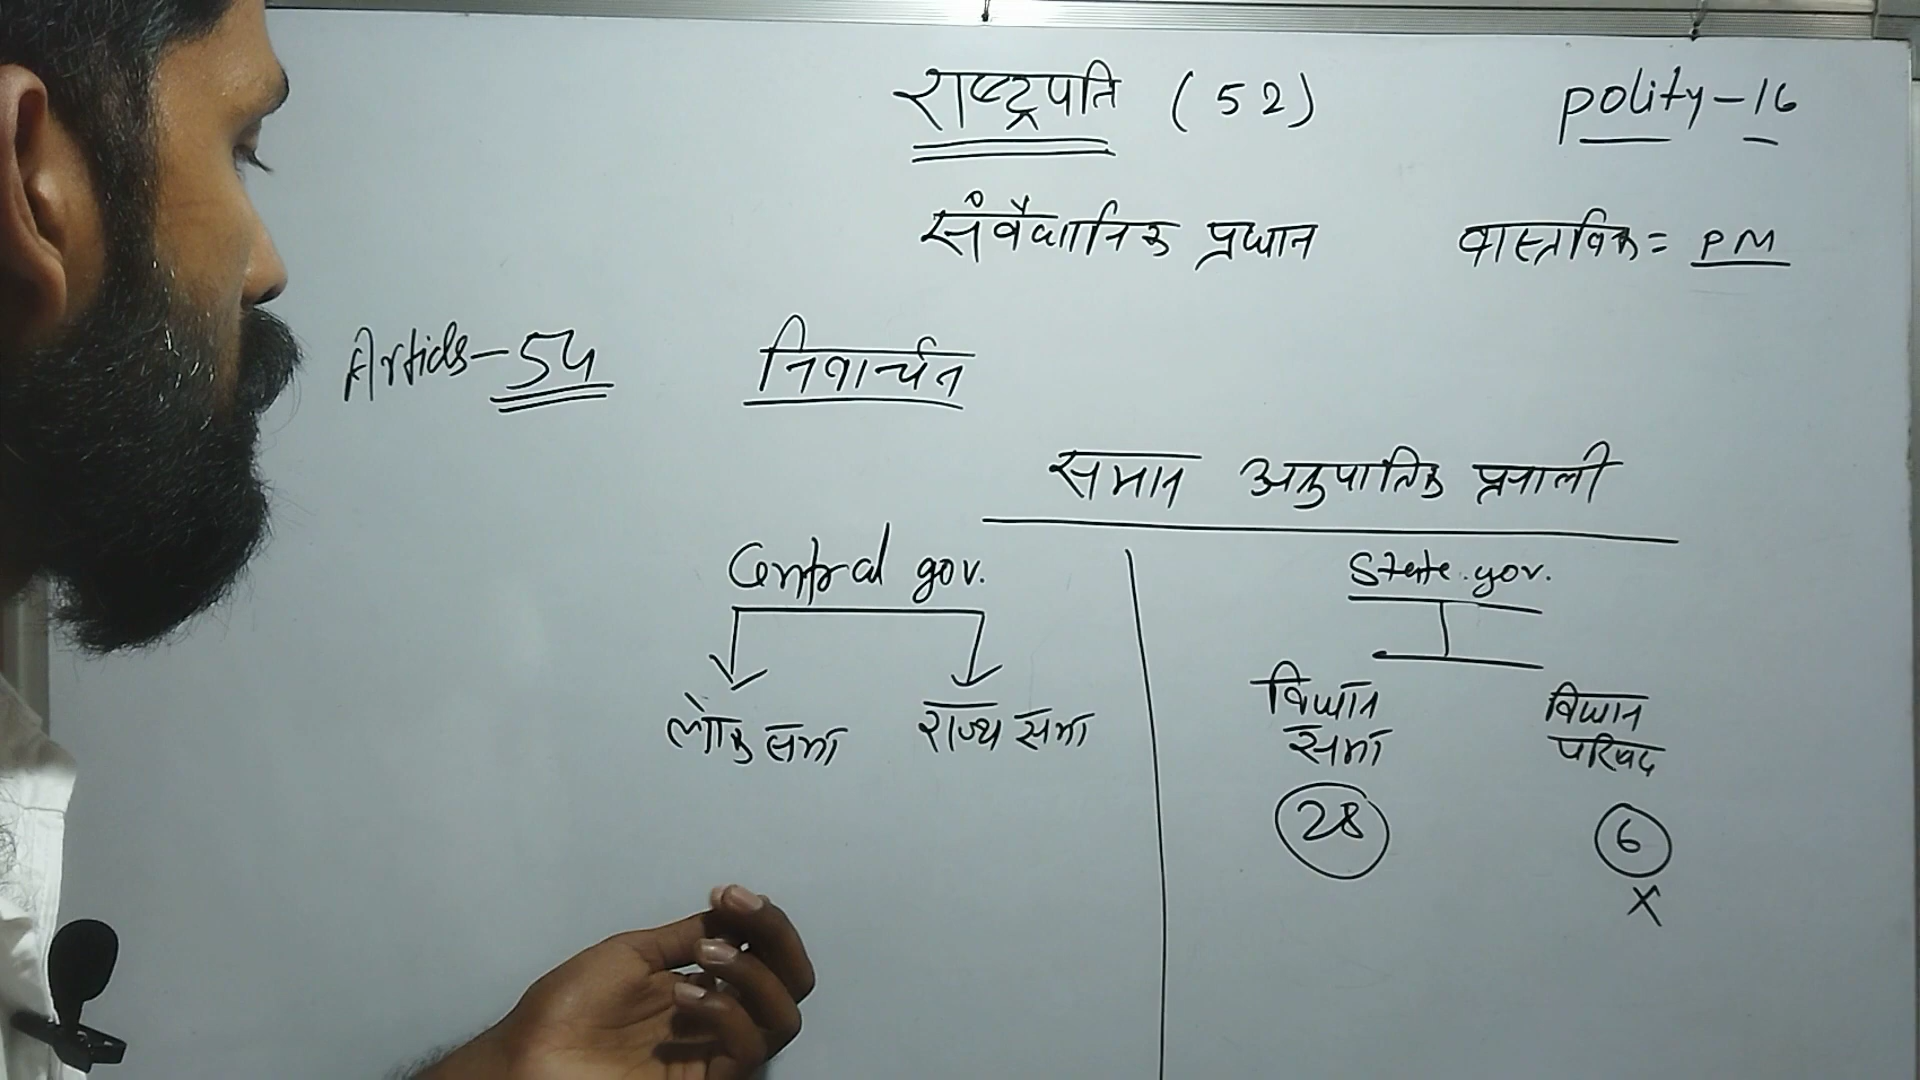 राष्ट्रपति (52)
polity-16
संवैधानिक प्रधान
वास्तविक = PM
Article-54
निवार्चन
समान अनुपातिक प्रनाली
Central gov.
State gov.
लोक सभा
राज्य सभा
विधान सभा
विधान परिषद
28
6
X